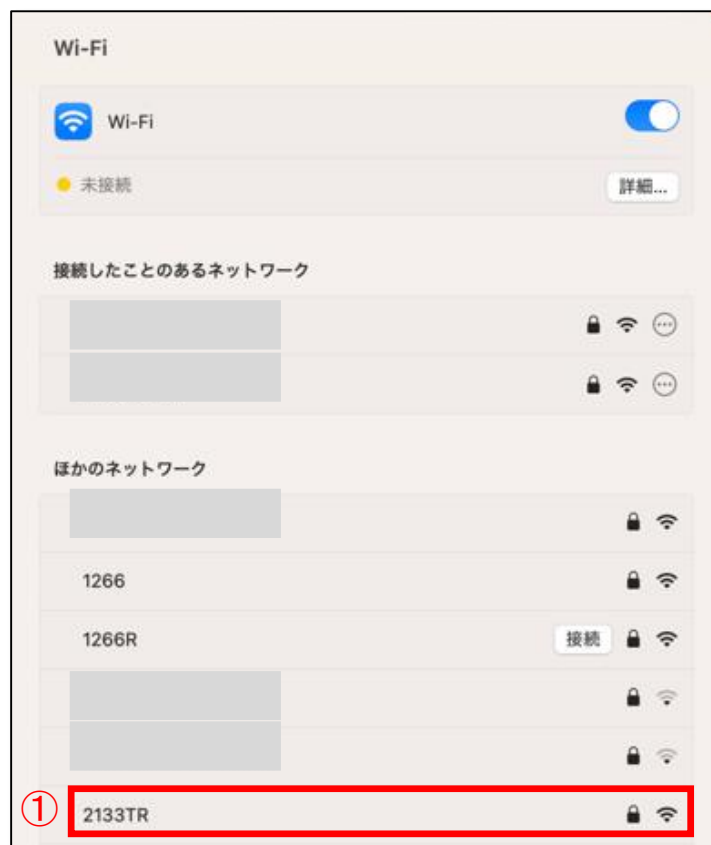 Wi-Fi
Wi-Fi
未接続
詳細...
接続したことのあるネットワーク
ほかのネットワーク
1266
1266R 接続
① 2133TR